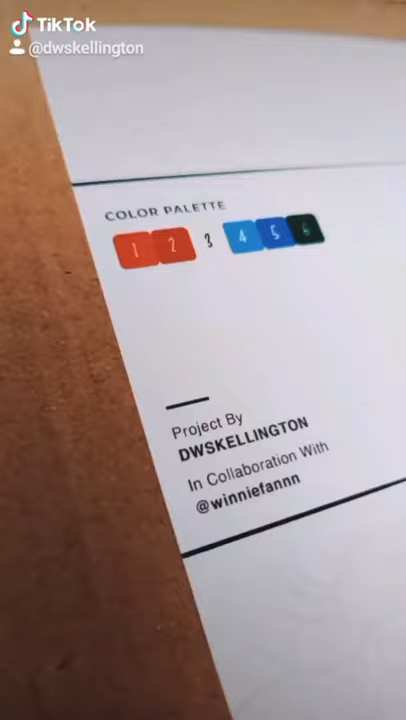 TikTok
@dwskellington
COLOR PALETTE
1 2 3 4 5 6
Project By
DWSKELLINGTON
In Collaboration With
@winniefannn